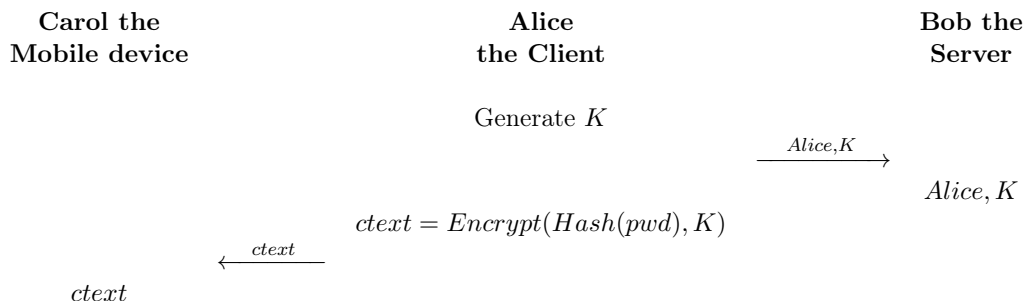 Carol the Mobile device
Alice the Client
Bob the Server
Generate K
Alice,K
Alice, K
ctext = Encrypt(Hash(pwd), K)
ctext
ctext